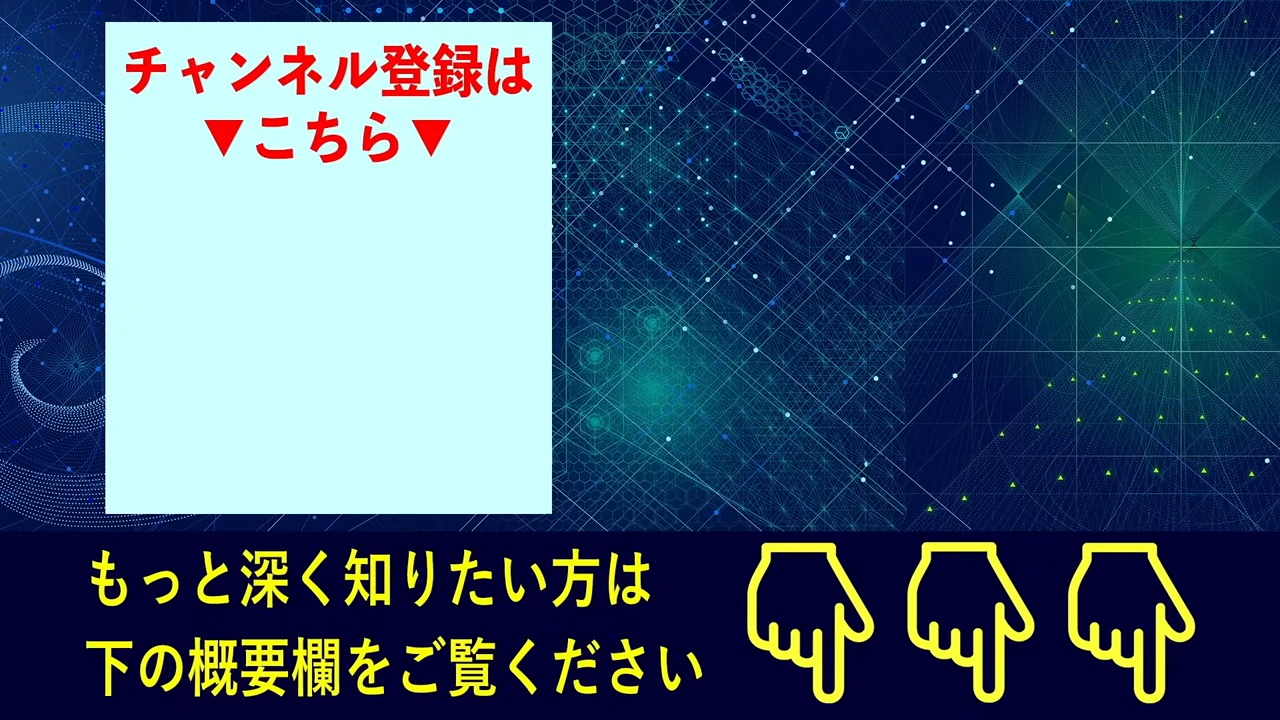 チャンネル登録は
▼こちら▼
もっと深く知りたい方は
下の概要欄をご覧ください